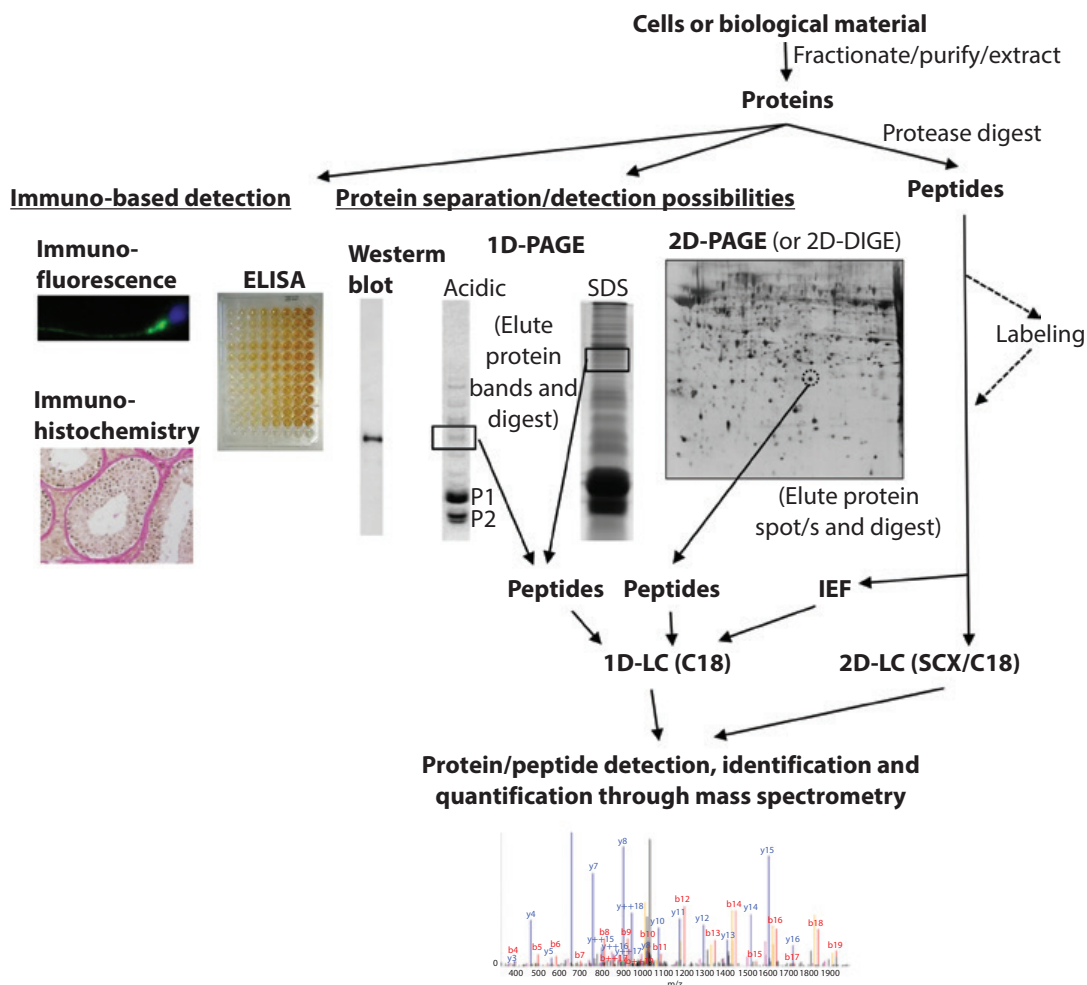 Cells or biological material
Fractionate/purify/extract
Proteins
Protease digest
Peptides
Immuno-based detection
Protein separation/detection possibilities
Immuno-
fluorescence
ELISA
Immuno-
histochemistry
Westerm
blot
1D-PAGE
Acidic
SDS
(Elute
protein
bands and
digest)
P1
P2
2D-PAGE (or 2D-DIGE)
(Elute protein
spot/s and digest)
Labeling
Peptides
Peptides
IEF
1D-LC (C18)
2D-LC (SCX/C18)
Protein/peptide detection, identification and
quantification through mass spectrometry
y8
y15
y7
b12
b14
y4
y++18
y14
y11
y10
y12
b16
b18
b8
b9
b10
b13
y13
y++15
y++16
y++17
b4
y3
b5
y5
b6
b7
b11
b15
y16
b17
b19
0
400 500 600 700 800 900 1000 1100 1200 1300 1400 1500 1600 1700 1800 1900
m/z